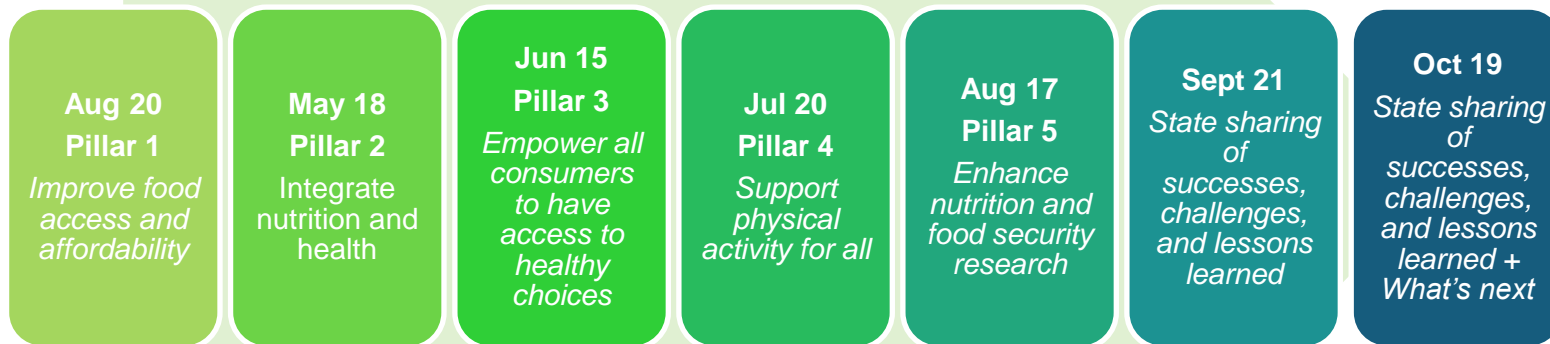 Aug 20
Pillar 1
Improve food
access and
affordability
May 18
Pillar 2
Integrate
nutrition and
health
Jun 15
Pillar 3
Empower all
consumers
to have
access to
healthy
choices
Jul 20
Pillar 4
Support
physical
activity for all
Aug 17
Pillar 5
Enhance
nutrition and
food security
research
Sept 21
State sharing
of
successes,
challenges,
and lessons
learned
Oct 19
State sharing
of
successes,
challenges,
and lessons
learned +
What's next